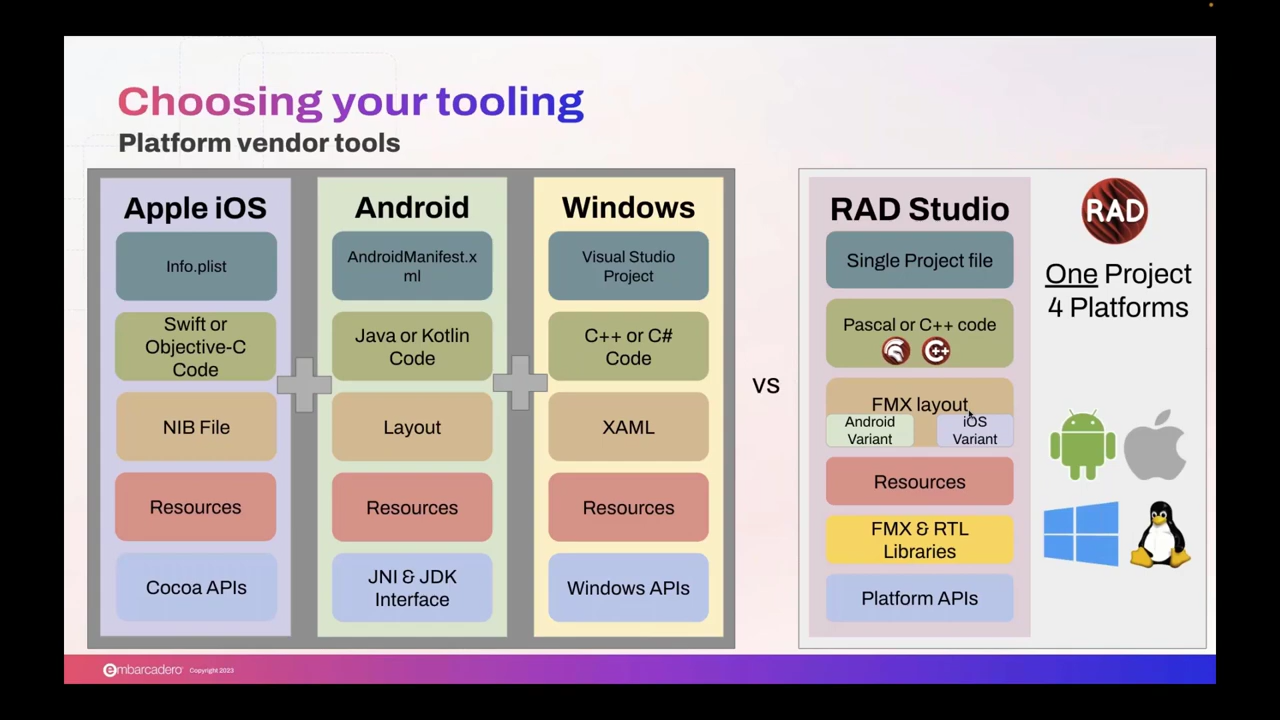 Choosing your tooling
Platform vendor tools
Apple iOS
Info.plist
Swift or
Objective-C
Code
NIB File
Resources
Cocoa APIs
Android
AndroidManifest.x
ml
Java or Kotlin
Code
Layout
Resources
JNI & JDK
Interface
Windows
Visual Studio
Project
C++ or C#
Code
XAML
Resources
Windows APIs
vs
RAD Studio
Single Project file
Pascal or C++ code
C++
FMX layout
Android
Variant
iOS
Variant
Resources
FMX & RTL
Libraries
Platform APIs
RAD
One Project
4 Platforms
embarcadero Copyright 2023